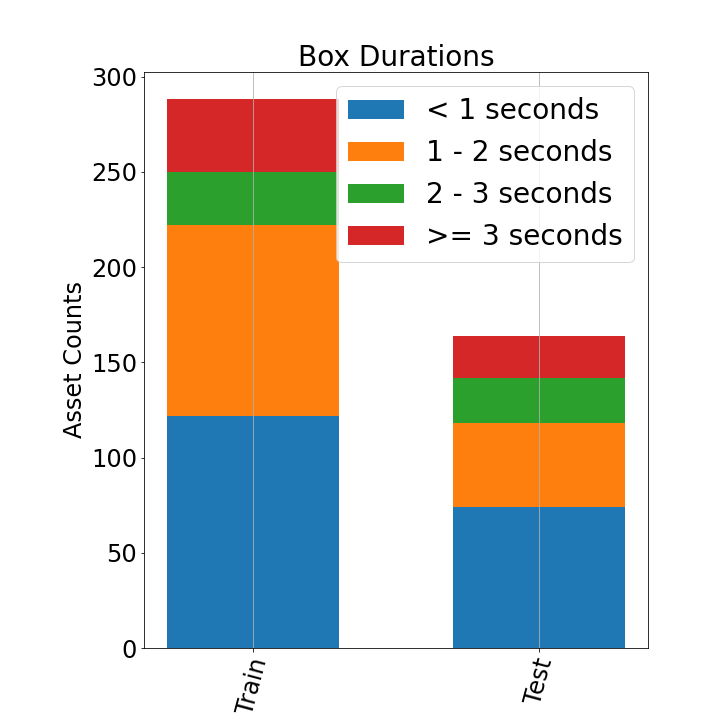 Box Durations
300
250
200
150
100
50
0
Asset Counts
< 1 seconds
1 - 2 seconds
2 - 3 seconds
>= 3 seconds
Train
Test